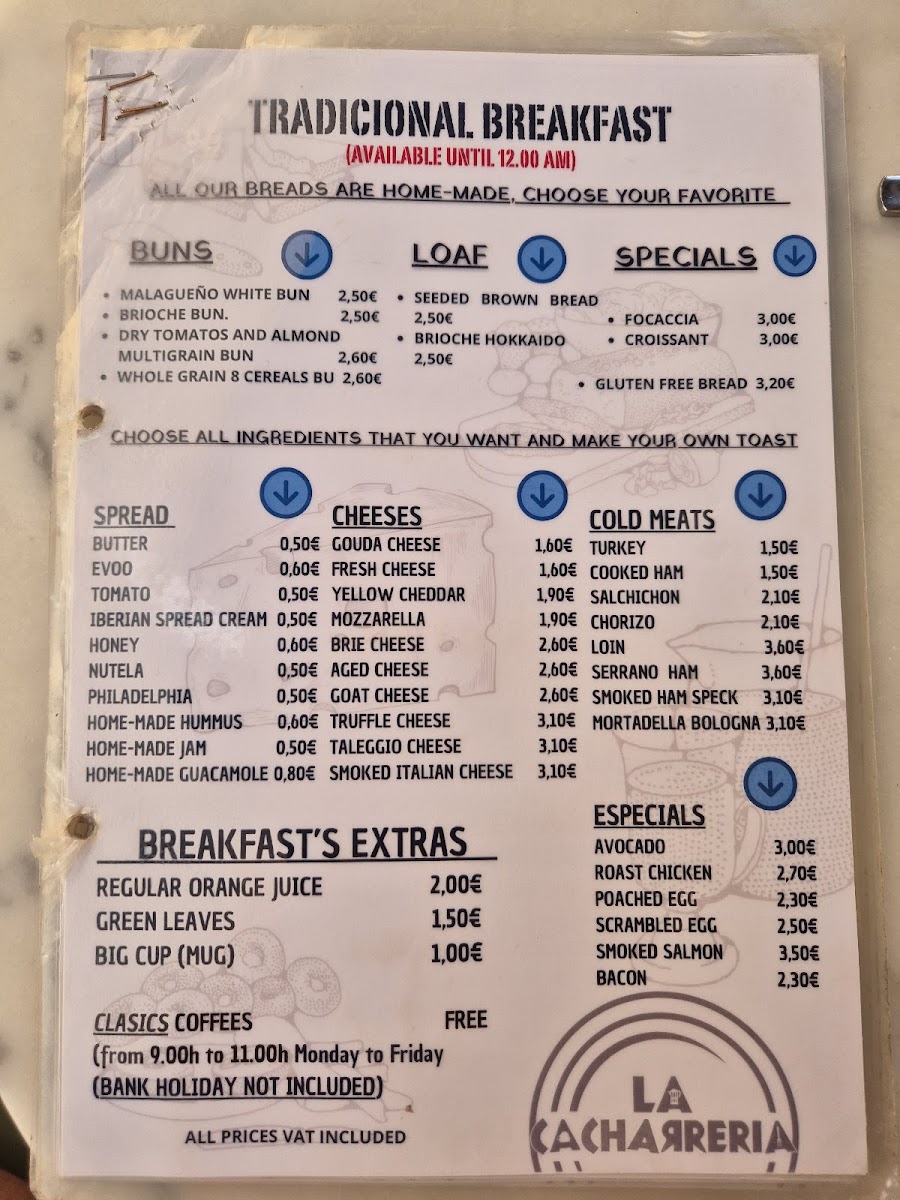 TRADICIONAL BREAKFAST
(AVAILABLE UNTIL 12.00 AM)
ALL OUR BREADS ARE HOME-MADE, CHOOSE YOUR FAVORITE
BUNS
• MALAGUEÑO WHITE BUN 2,50€
• BRIOCHE BUN. 2,50€
• DRY TOMATOS AND ALMOND
MULTIGRAIN BUN 2,60€
• WHOLE GRAIN 8 CEREALS BU 2,60€
LOAF
• SEEDED BROWN BREAD
2,50€
• BRIOCHE HOKKAIDO
2,50€
SPECIALS
• FOCACCIA 3,00€
• CROISSANT 3,00€
• GLUTEN FREE BREAD 3,20€
CHOOSE ALL INGREDIENTS THAT YOU WANT AND MAKE YOUR OWN TOAST
SPREAD
BUTTER 0,50€
EVOO 0,60€
TOMATO 0,50€
IBERIAN SPREAD CREAM 0,50€
HONEY 0,60€
NUTELA 0,50€
PHILADELPHIA 0,50€
HOME-MADE HUMMUS 0,60€
HOME-MADE JAM 0,50€
HOME-MADE GUACAMOLE 0,80€
CHEESES
GOUDA CHEESE 1,60€
FRESH CHEESE 1,60€
YELLOW CHEDDAR 1,90€
MOZZARELLA 1,90€
BRIE CHEESE 2,60€
AGED CHEESE 2,60€
GOAT CHEESE 2,60€
TRUFFLE CHEESE 3,10€
TALEGGIO CHEESE 3,10€
SMOKED ITALIAN CHEESE 3,10€
COLD MEATS
TURKEY 1,50€
COOKED HAM 1,50€
SALCHICHON 2,10€
CHORIZO 2,10€
LOIN 3,60€
SERRANO HAM 3,60€
SMOKED HAM SPECK 3,10€
MORTADELLA BOLOGNA 3,10€
ESPECIALS
AVOCADO 3,00€
ROAST CHICKEN 2,70€
POACHED EGG 2,30€
SCRAMBLED EGG 2,50€
SMOKED SALMON 3,50€
BACON 2,30€
BREAKFAST'S EXTRAS
REGULAR ORANGE JUICE 2,00€
GREEN LEAVES 1,50€
BIG CUP (MUG) 1,00€
CLASICS COFFEES FREE
(from 9.00h to 11.00h Monday to Friday
(BANK HOLIDAY NOT INCLUDED)
ALL PRICES VAT INCLUDED
LA
CACHARRERIA